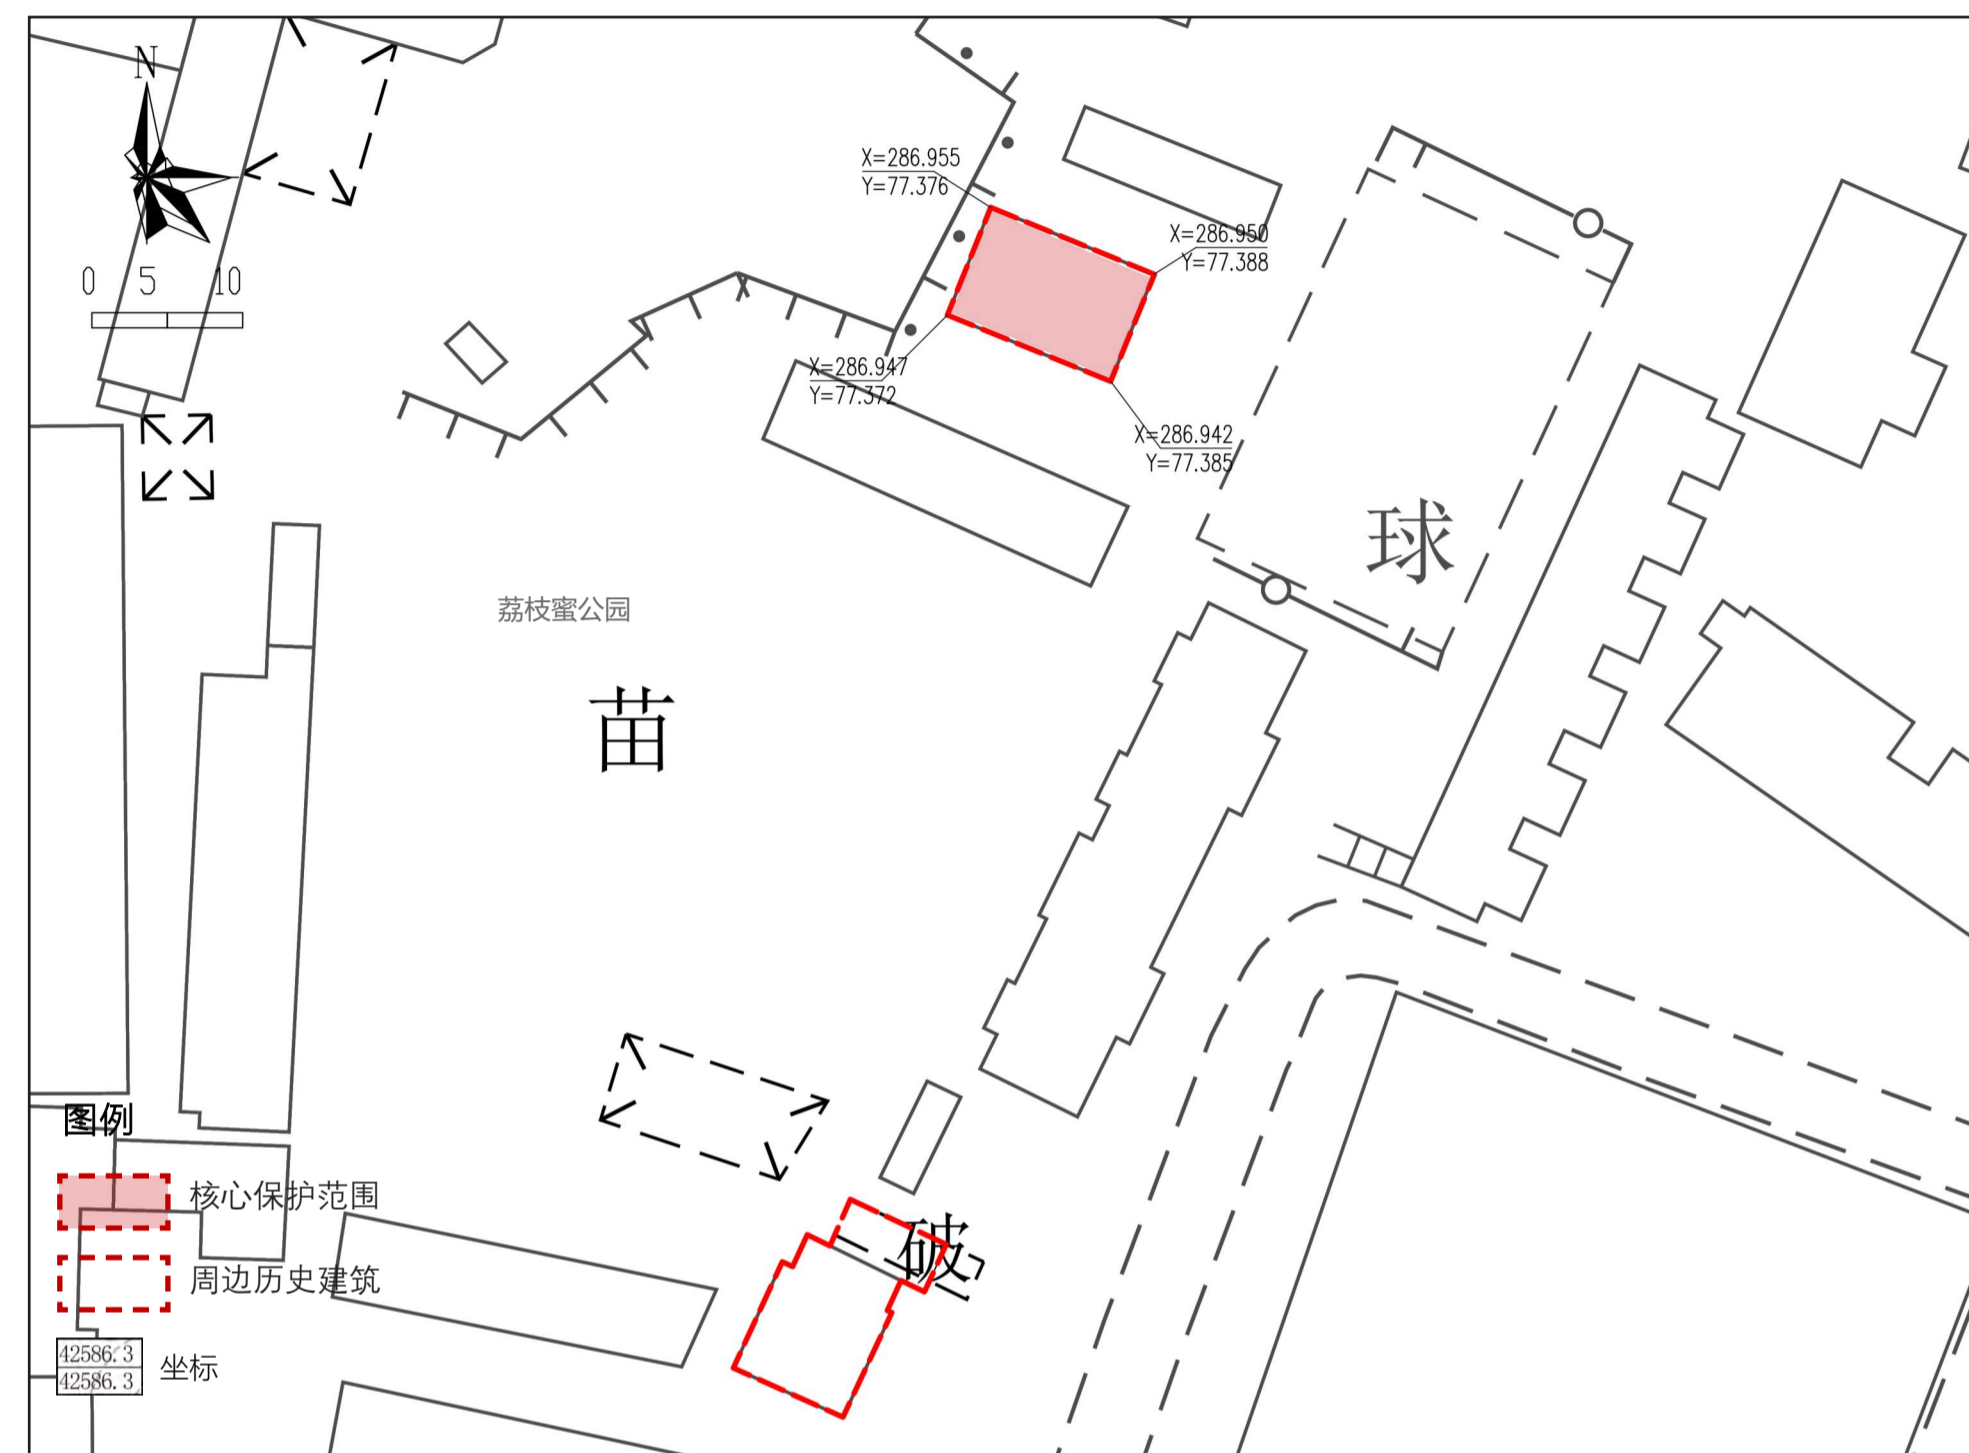 N
0 5 10
X=286.955
Y=77.376
X=286.950
Y=77.388
X=286.947
Y=77.372
X=286.942
Y=77.385
球
荔枝蜜公园
苗
破
图例
核心保护范围
周边历史建筑
42586.3
42586.3
坐标